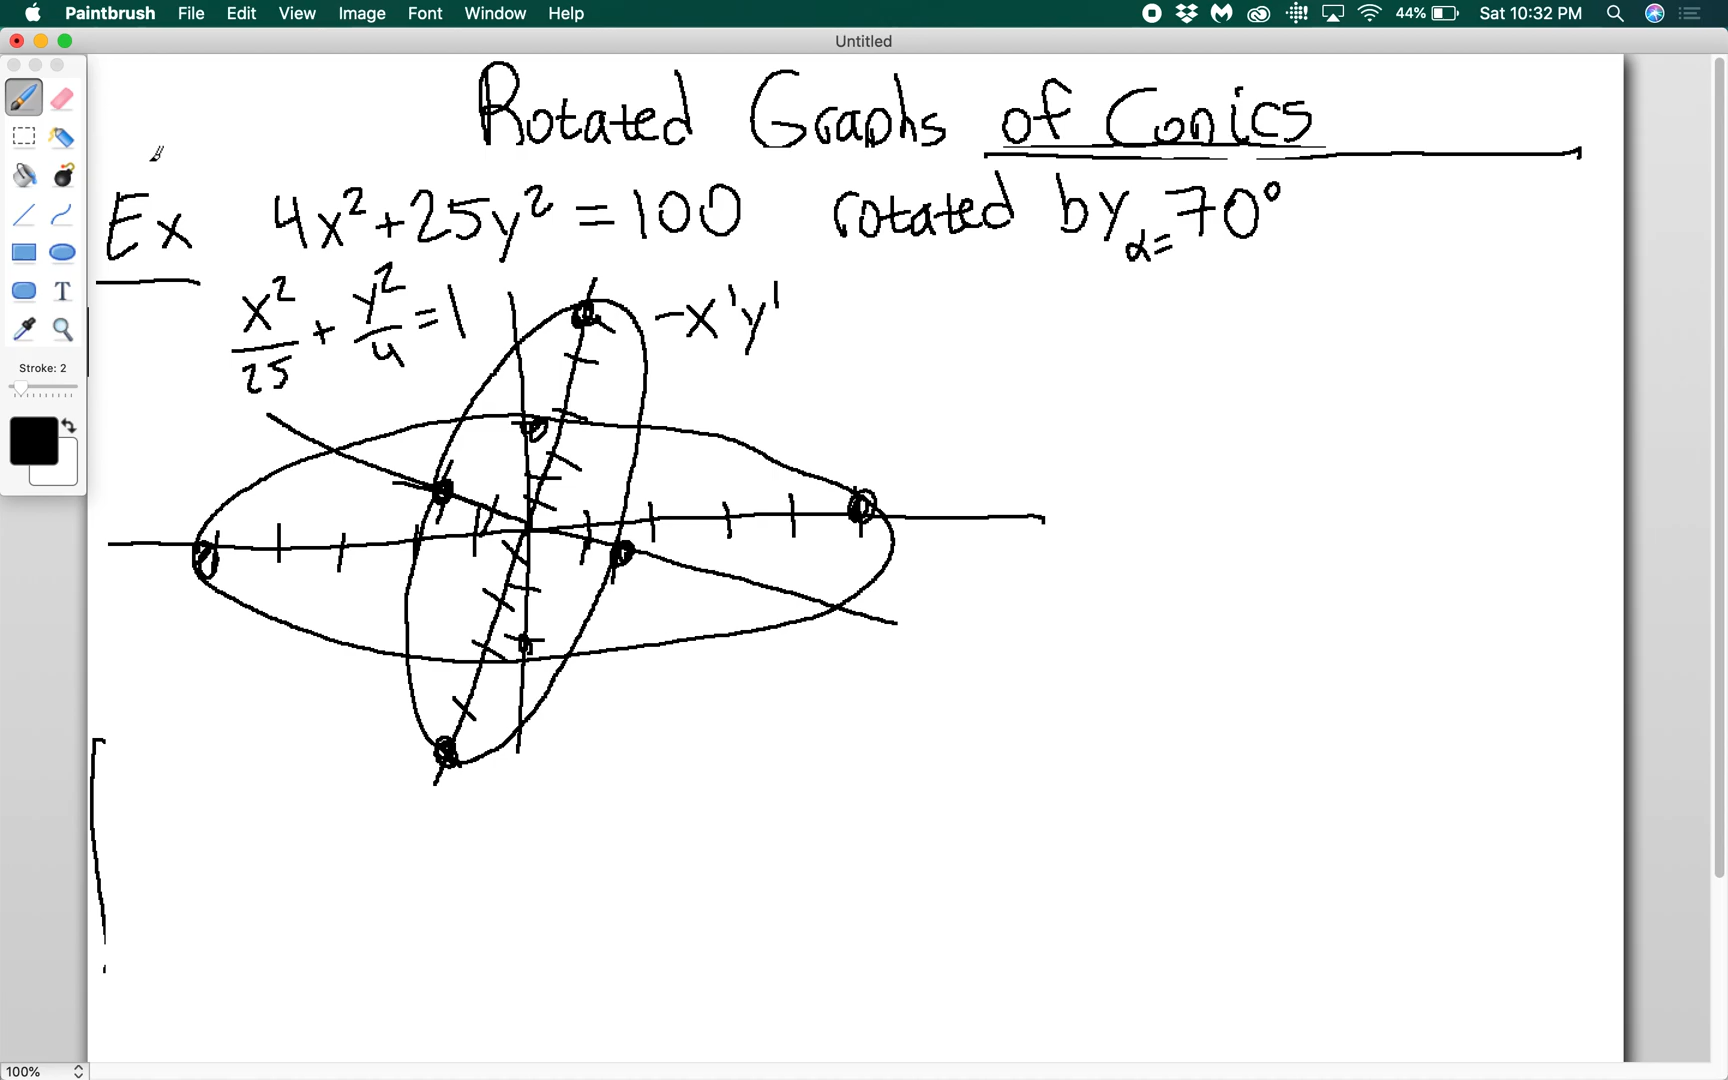 Paintbrush File Edit View Image Font Window Help 44% Sat 10:32 PM
Untitled
Rotated Graphs of Conics
Ex 4x² + 25y² = 100 rotated by α= 70°
x²/25 + y²/4 = 1 -x'y'
T
Stroke: 2
100%